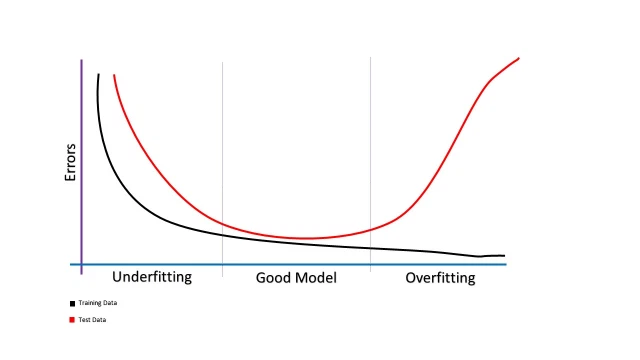 Errors
Underfitting Good Model Overfitting
Training Data
Test Data